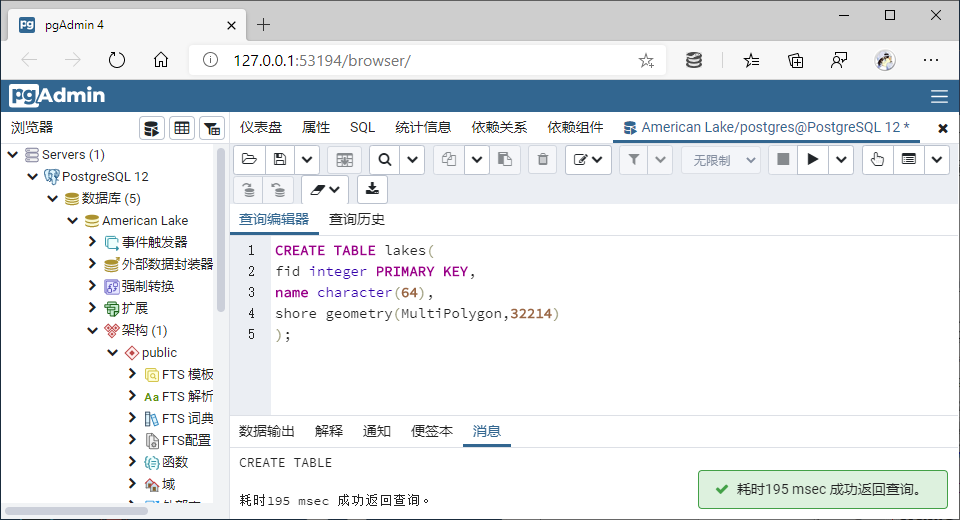 pgAdmin 4
127.0.0.1:53194/browser/
pgAdmin
浏览器
仪表盘 属性 SQL 统计信息 依赖关系 依赖组件 American Lake/postgres@PostgreSQL 12 *
Servers (1)
PostgreSQL 12
数据库 (5)
American Lake
事件触发器
外部数据封装器
强制转换
扩展
架构 (1)
public
FTS 模板
FTS 解析
FTS 词典
FTS配置
函数
域
无限制
查询编辑器 查询历史
1 CREATE TABLE lakes(
2 fid integer PRIMARY KEY,
3 name character(64),
4 shore geometry(MultiPolygon,32214)
5 );
数据输出 解释 通知 便签本 消息
CREATE TABLE
耗时195 msec 成功返回查询。
耗时195 msec 成功返回查询。